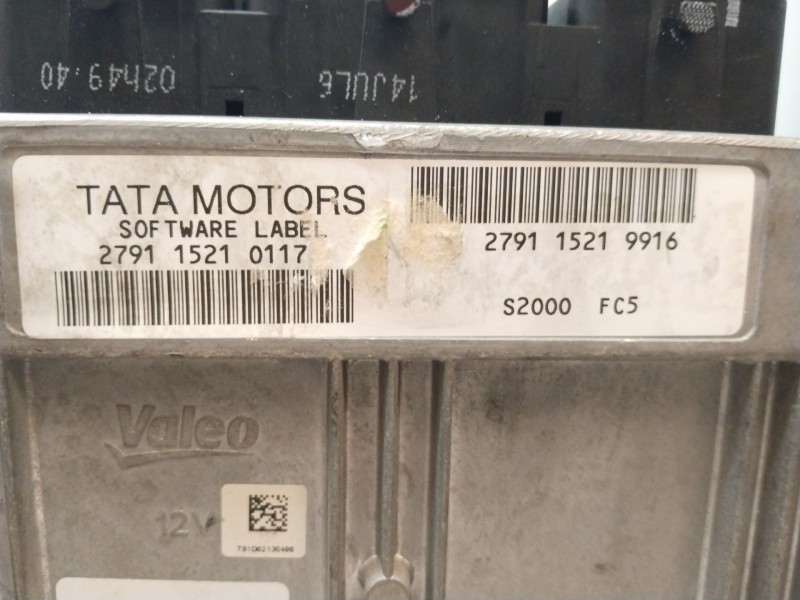 02h49.40
14JUL6
TATA MOTORS
SOFTWARE LABEL
2791 1521 0117
2791 1521 9916
S2000 FC5
Valeo
12V